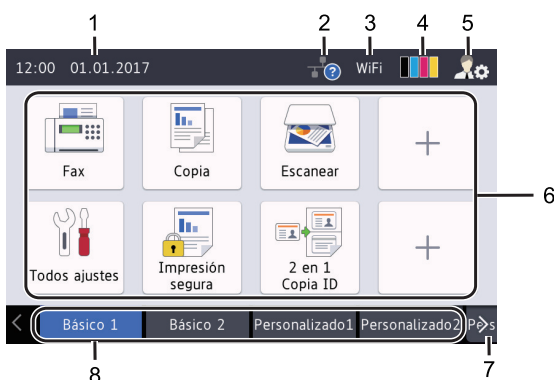 1 2 3 4 5
12:00 01.01.2017 ? WiFi
Fax Copia Escanear +
Todos ajustes Impresión segura 2 en 1 Copia ID +
6
< Básico 1 Básico 2 Personalizado1 Personalizado2 Pers >
8 7